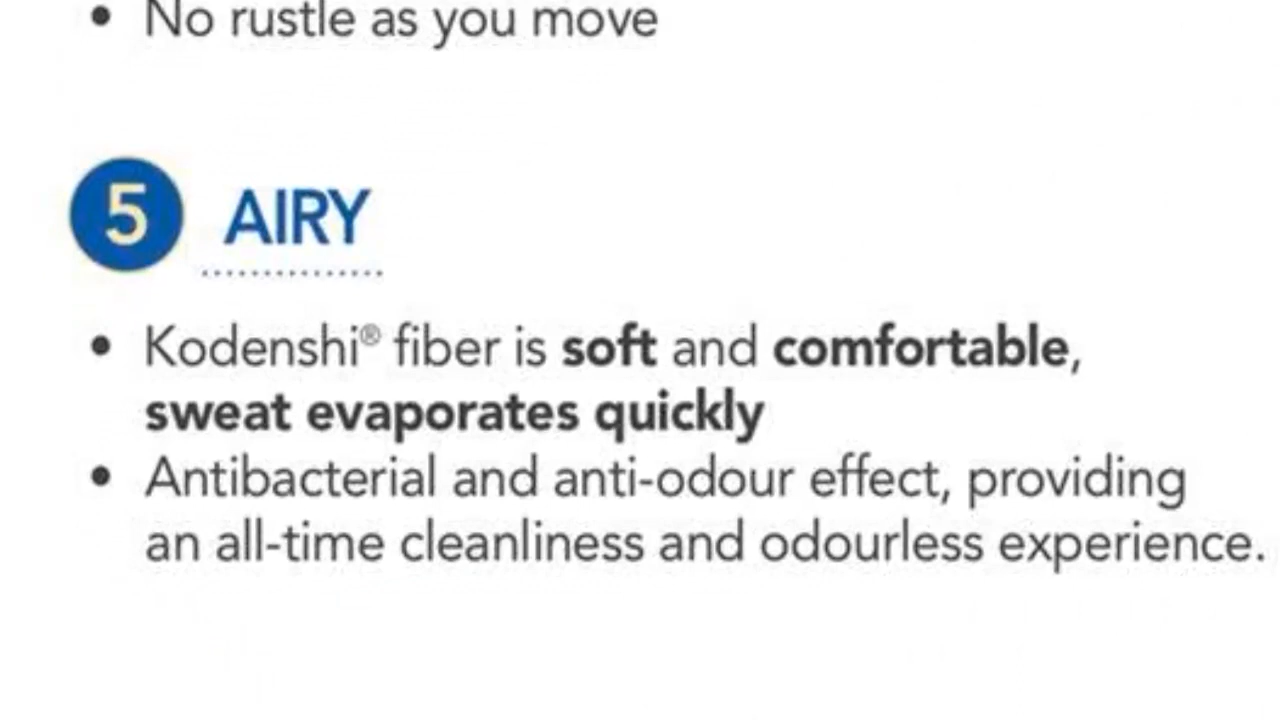 • No rustle as you move
5 AIRY
• Kodenshi® fiber is soft and comfortable,
sweat evaporates quickly
• Antibacterial and anti-odour effect, providing
an all-time cleanliness and odourless experience.